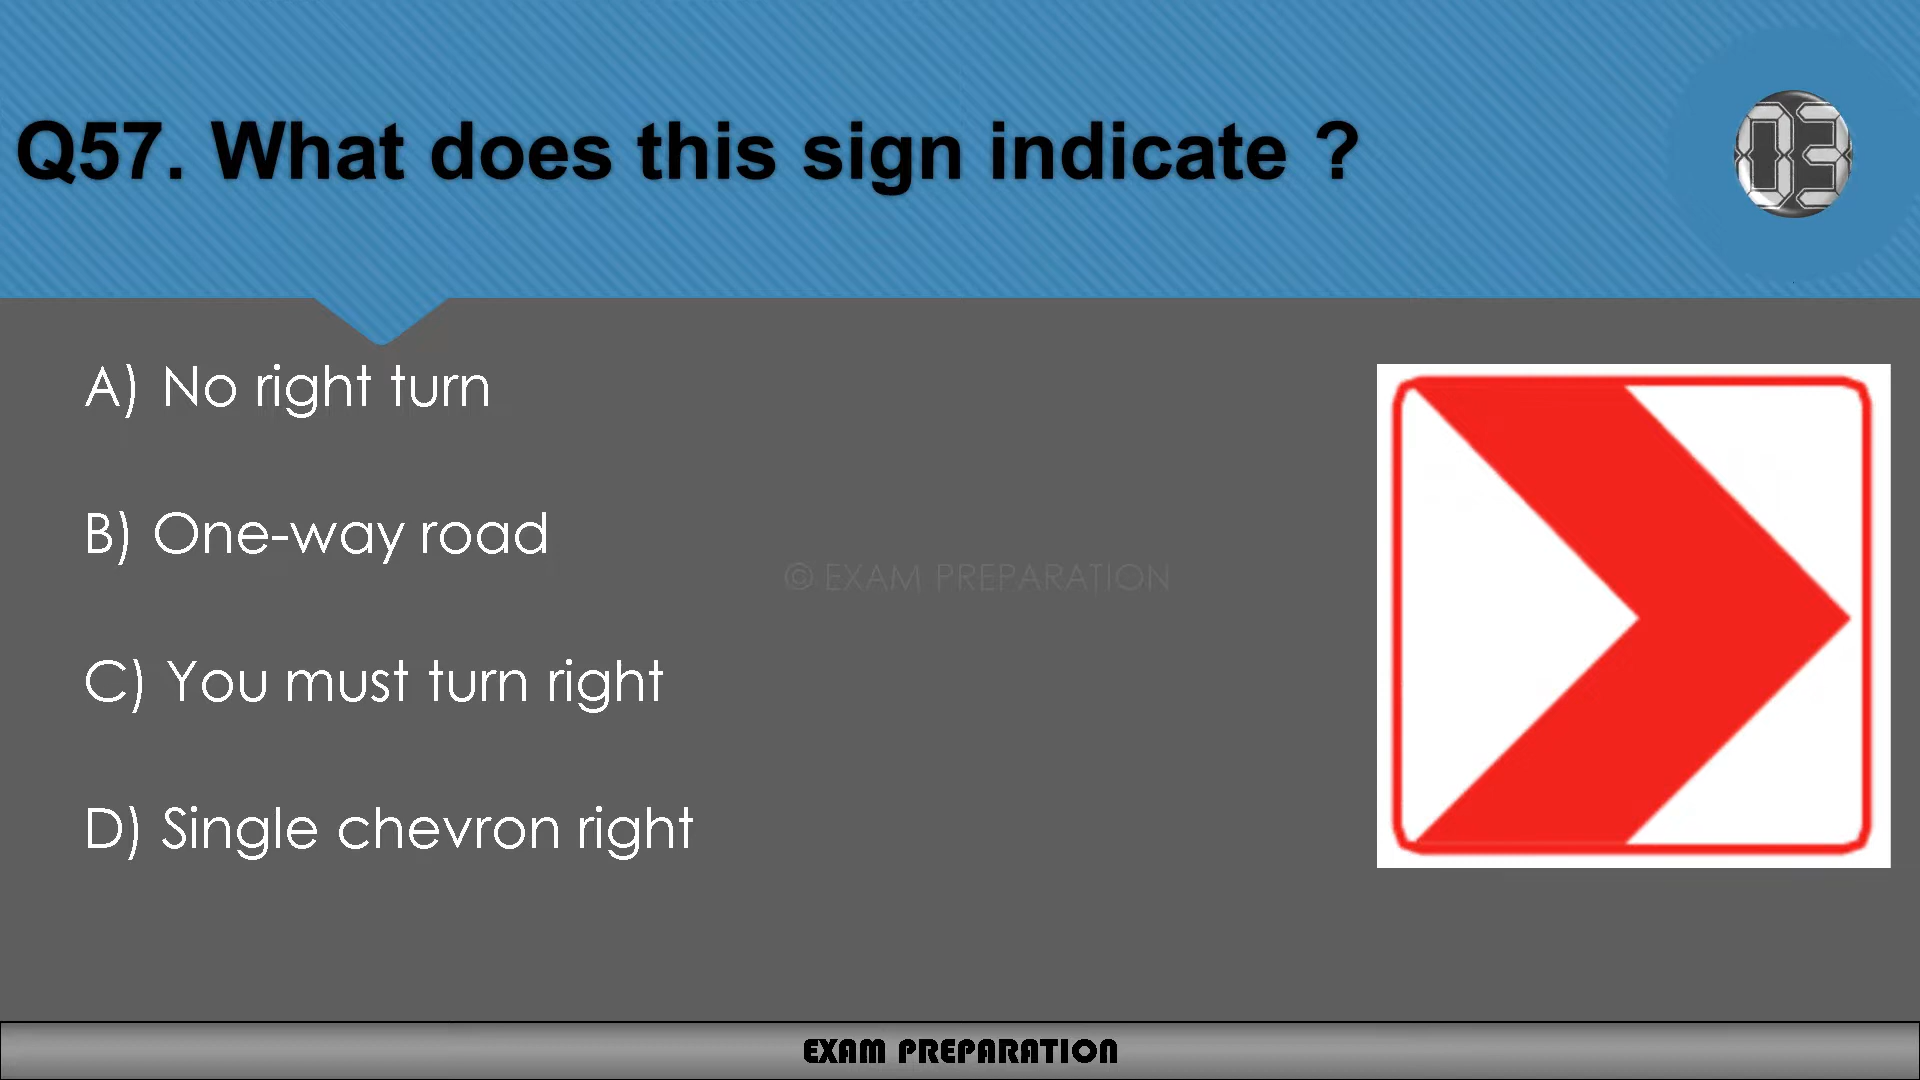 Q57. What does this sign indicate ?
03
A) No right turn
B) One-way road
© EXAM PREPARATION
C) You must turn right
D) Single chevron right
EXAM PREPARATION